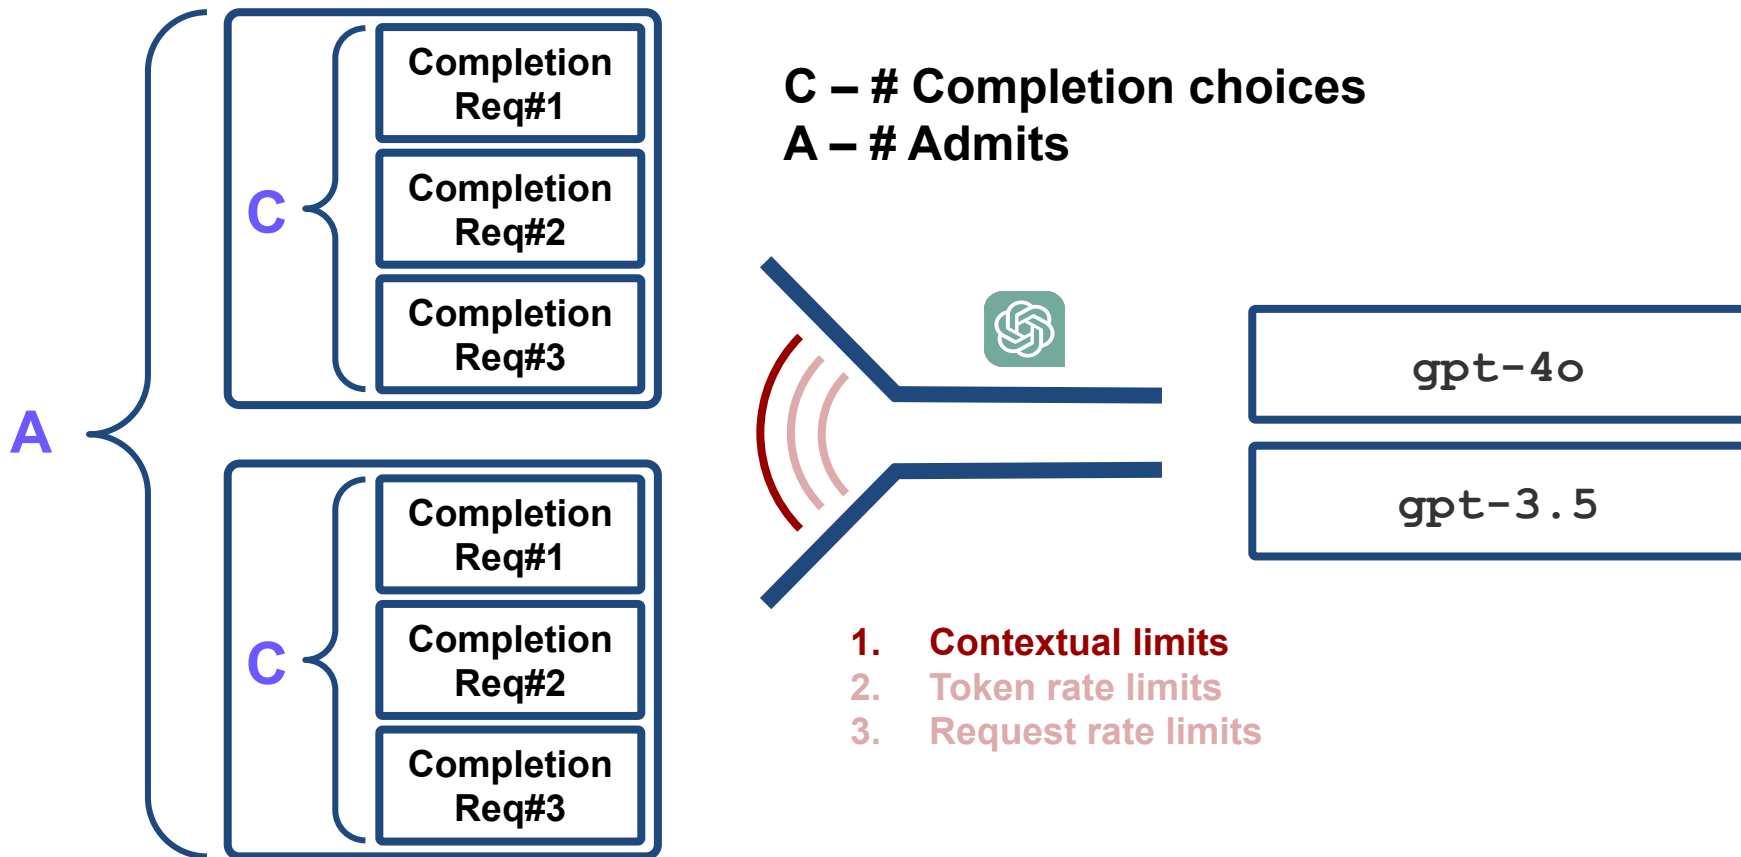 A
C
Completion
Req#1
Completion
Req#2
Completion
Req#3
C
Completion
Req#1
Completion
Req#2
Completion
Req#3
C – # Completion choices
A – # Admits
1. Contextual limits
2. Token rate limits
3. Request rate limits
gpt-4o
gpt-3.5